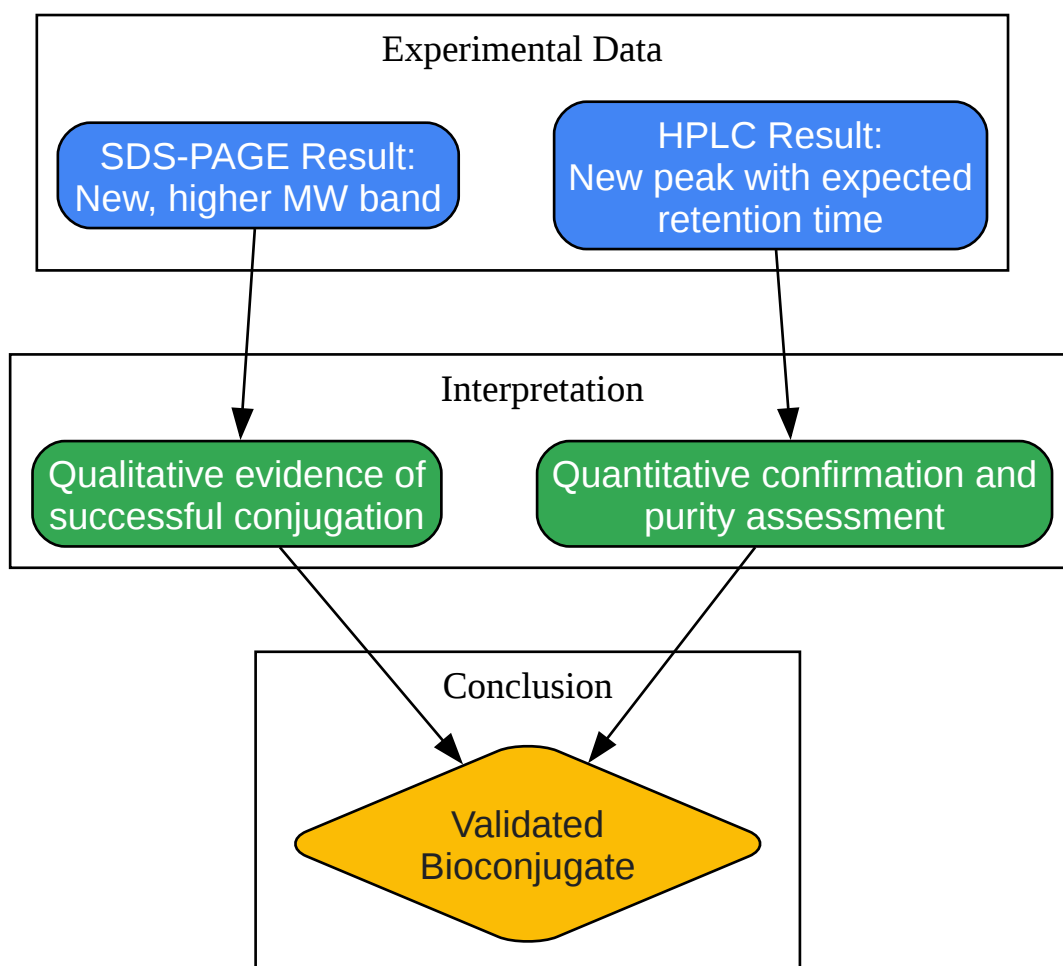 Experimental Data
SDS-PAGE Result:
New, higher MW band
HPLC Result:
New peak with expected
retention time
Interpretation
Qualitative evidence of
successful conjugation
Quantitative confirmation and
purity assessment
Conclusion
Validated
Bioconjugate